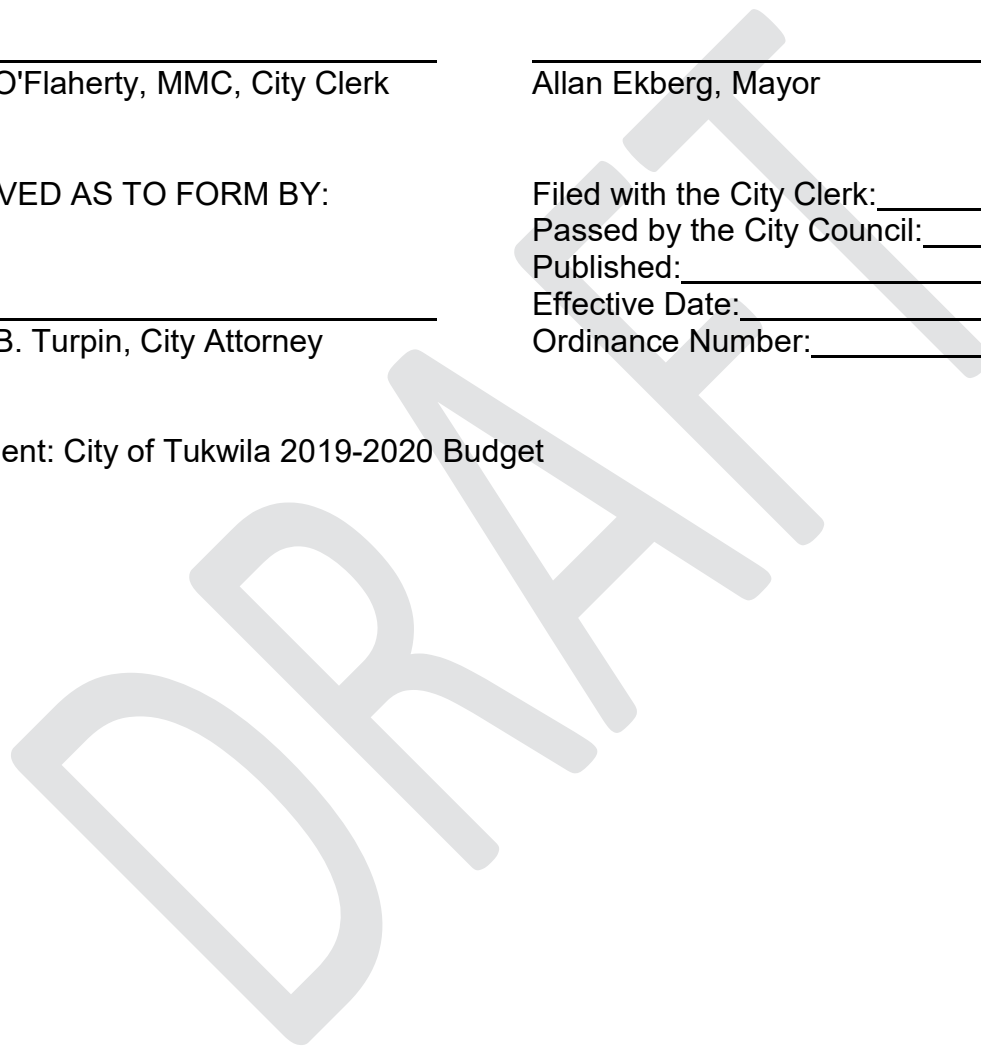 O'Flaherty, MMC, City Clerk
Allan Ekberg, Mayor
VED AS TO FORM BY:
B. Turpin, City Attorney
Filed with the City Clerk:
Passed by the City Council:
Published:
Effective Date:
Ordinance Number:
ent: City of Tukwila 2019-2020 Budget
DRAFT